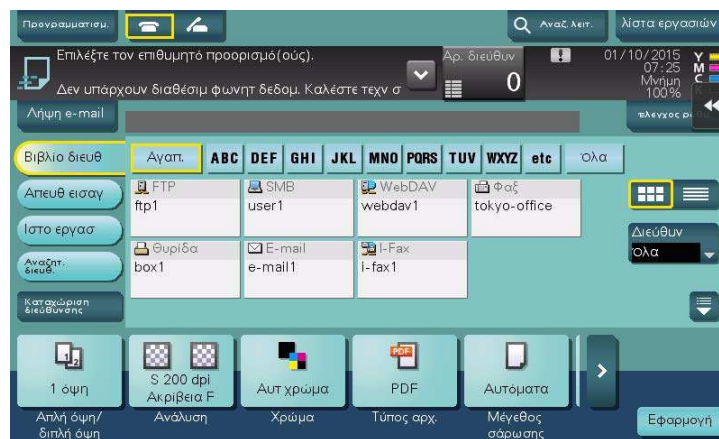 Προγραμματισμ.
Αναζ. λειτ.
λίστα εργασιών
Επιλέξτε τον επιθυμητό προορισμό(ούς).
Δεν υπάρχουν διαθέσιμ φωνητ δεδομ. Καλέστε τεχν σ
Αρ. διευθυν
0
01/10/2015
07:25
Μνήμη
100%
Y
M
C
K
Λήψη e-mail
Βιβλίο διευθ
Αγαπ. ABC DEF GHI JKL MNO PQRS TUV WXYZ etc Όλα
Απευθ εισαγ
Ιστο εργασ
Αναζητ. διευθ.
Καταχώριση διεύθυνσης
FTP
ftp1
SMB
user1
WebDAV
webdav1
Φαξ
tokyo-office
Θυρίδα
box1
E-mail
e-mail1
I-Fax
i-fax1
Διεύθυν
Όλα
1 όψη
S 200 dpi
Ακρίβεια F
Αυτ χρώμα
PDF
Αυτόματα
Απλή όψη/
διπλή όψη
Ανάλυση
Χρώμα
Τύπος αρχ.
Μέγεθος
σάρωσης
Εφαρμογή